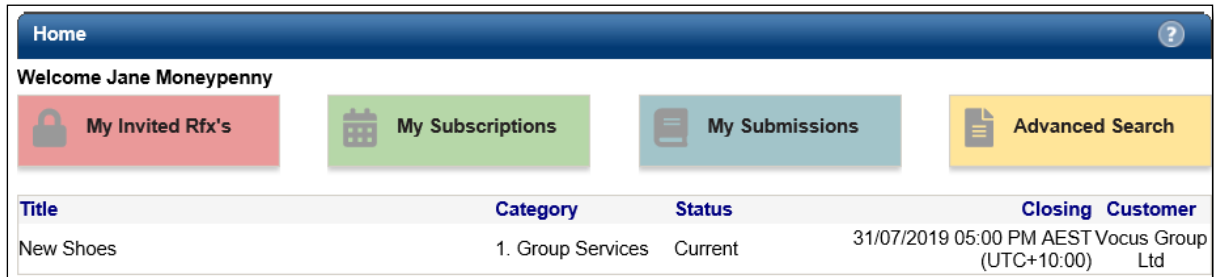 Home ?
Welcome Jane Moneypenny
My Invited Rfx's My Subscriptions My Submissions Advanced Search
Title Category Status Closing Customer
New Shoes 1. Group Services Current 31/07/2019 05:00 PM AEST Vocus Group
(UTC+10:00) Ltd